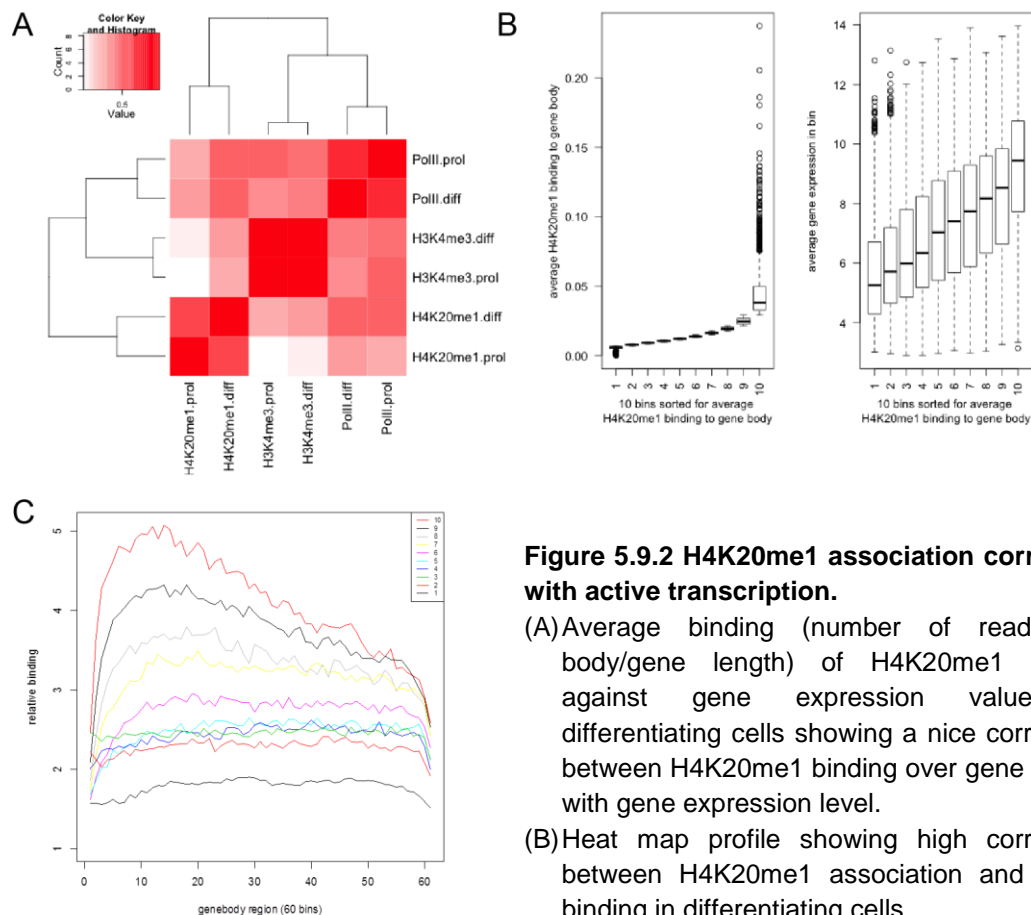 A
Color Key
and Histogram
Count
0 2 4 6 8
0.5
Value
PolII.prol
PolII.diff
H3K4me3.diff
H3K4me3.prol
H4K20me1.diff
H4K20me1.prol
H4K20me1.prol
H4K20me1.diff
H3K4me3.prol
H3K4me3.diff
PolII.diff
PolII.prol
B
average H4K20me1 binding to gene body
0.20
0.15
0.10
0.05
0.00
1 2 3 4 5 6 7 8 9 10
10 bins sorted for average
H4K20me1 binding to gene body
average gene expression in bin
14
12
10
8
6
4
1 2 3 4 5 6 7 8 9 10
10 bins sorted for average
H4K20me1 binding to gene body
C
relative binding
5
4
3
2
1
10
9
8
7
6
5
4
3
2
1
0 10 20 30 40 50 60
genebody region (60 bins)
Figure 5.9.2 H4K20me1 association corr
with active transcription.
(A) Average binding (number of read
body/gene length) of H4K20me1
against gene expression value
differentiating cells showing a nice corr
between H4K20me1 binding over gene
with gene expression level.
(B) Heat map profile showing high corr
between H4K20me1 association and
binding in differentiating cells